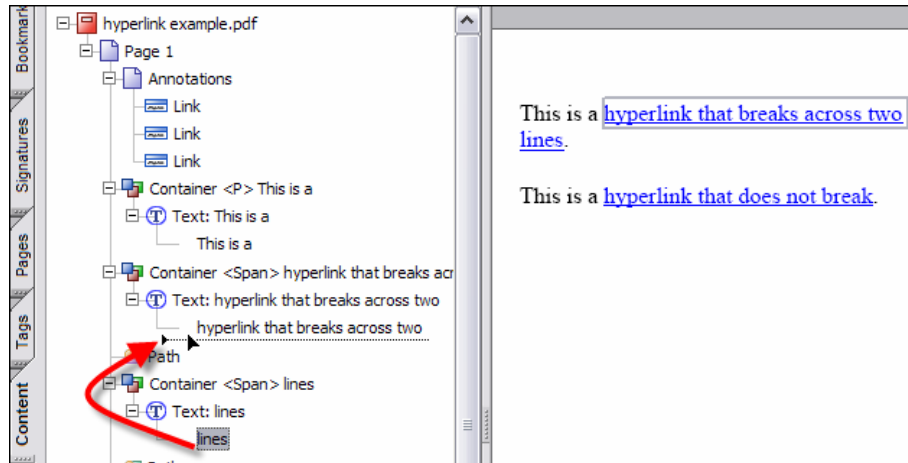 Bookmark
Signatures
Pages
Tags
Content
hyperlink example.pdf
Page 1
Annotations
Link
Link
Link
Container <P> This is a
Text: This is a
This is a
Container <Span> hyperlink that breaks acr
Text: hyperlink that breaks across two
hyperlink that breaks across two
Path
Container <Span> lines
Text: lines
lines
This is a hyperlink that breaks across two
lines.
This is a hyperlink that does not break.